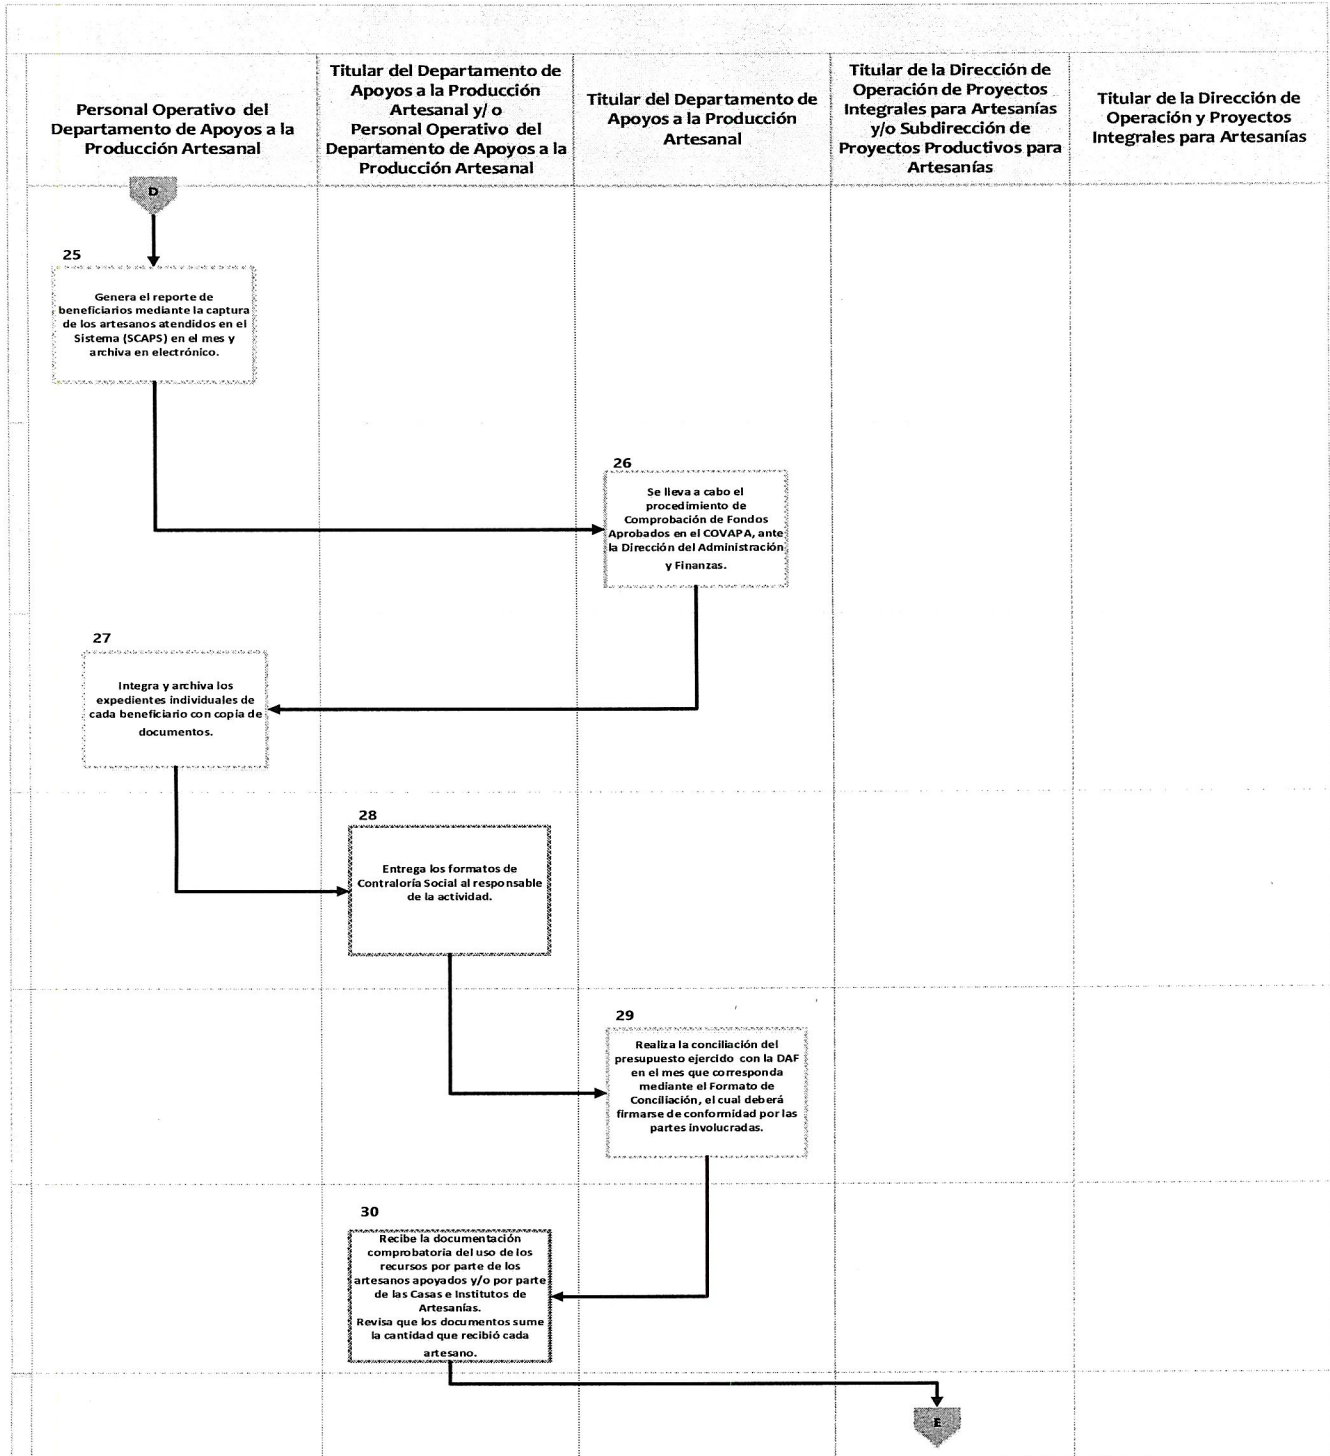 Personal Operativo del
Departamento de Apoyos a la
Producción Artesanal
Titular del Departamento de
Apoyos a la Producción
Artesanal y/ o
Personal Operativo del
Departamento de Apoyos a la
Producción Artesanal
Titular del Departamento de
Apoyos a la Producción
Artesanal
Titular de la Dirección de
Operación de Proyectos
Integrales para Artesanías
y/o Subdirección de
Proyectos Productivos para
Artesanías
Titular de la Dirección de
Operación y Proyectos
Integrales para Artesanías
D
25
Genera el reporte de
beneficiarios mediante la captura
de los artesanos atendidos en el
Sistema (SCAPS) en el mes y
archiva en electrónico.
26
Se lleva a cabo el
procedimiento de
Comprobación de Fondos
Aprobados en el COVAPA, ante
la Dirección del Administración
y Finanzas.
27
Integra y archiva los
expedientes individuales de
cada beneficiario con copia de
documentos.
28
Entrega los formatos de
Contraloría Social al responsable
de la actividad.
29
Realiza la conciliación del
presupuesto ejercido con la DAF
en el mes que corresponda
mediante el Formato de
Conciliación, el cual deberá
firmarse de conformidad por las
partes involucradas.
30
Recibe la documentación
comprobatoria del uso de los
recursos por parte de los
artesanos apoyados y/o por parte
de las Casas e Institutos de
Artesanías.
Revisa que los documentos sume
la cantidad que recibió cada
artesano.
E